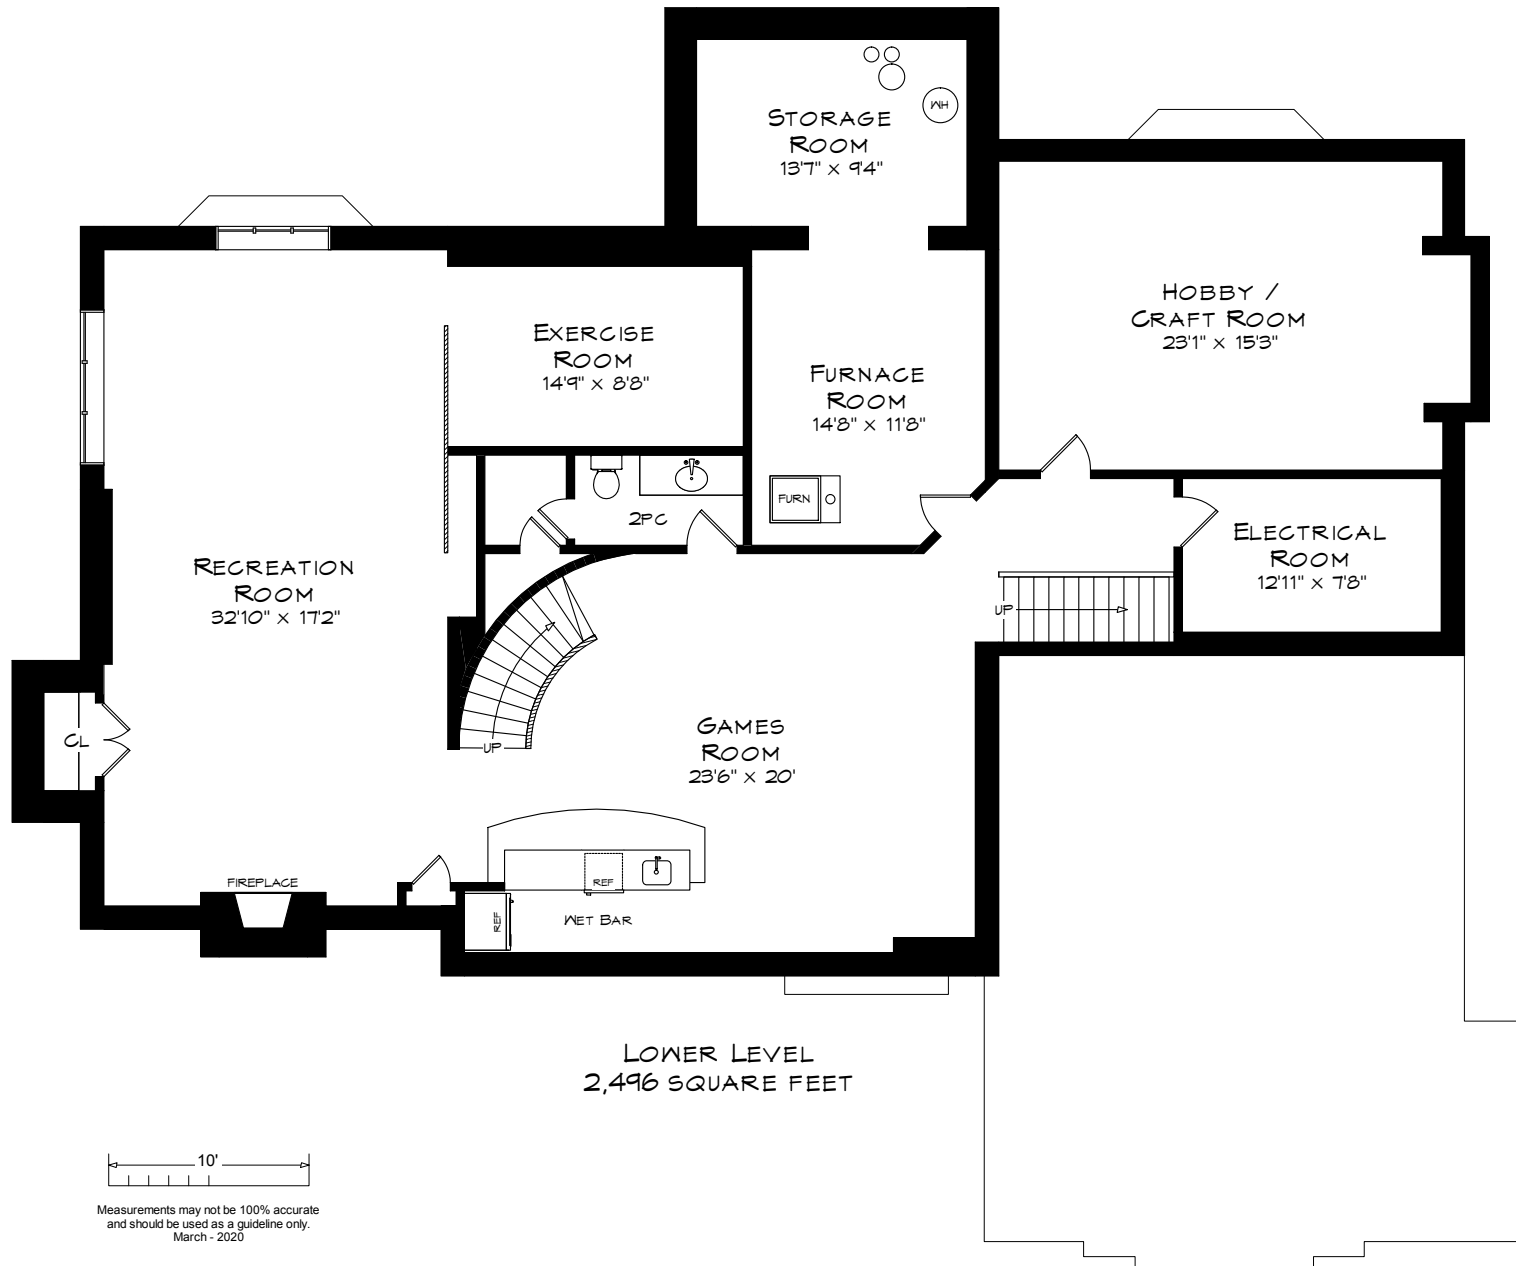 WH
STORAGE
ROOM
13'7" x 9'4"
HOBBY /
CRAFT ROOM
23'1" x 15'3"
EXERCISE
ROOM
14'9" x 8'8"
FURNACE
ROOM
14'8" x 11'8"
FURN
2PC
ELECTRICAL
ROOM
12'11" x 7'8"
RECREATION
ROOM
32'10" x 17'2"
UP
CL
UP
GAMES
ROOM
23'6" x 20'
FIREPLACE
REF
REF
WET BAR
LOWER LEVEL
2,496 SQUARE FEET
10'
Measurements may not be 100% accurate
and should be used as a guideline only.
March - 2020